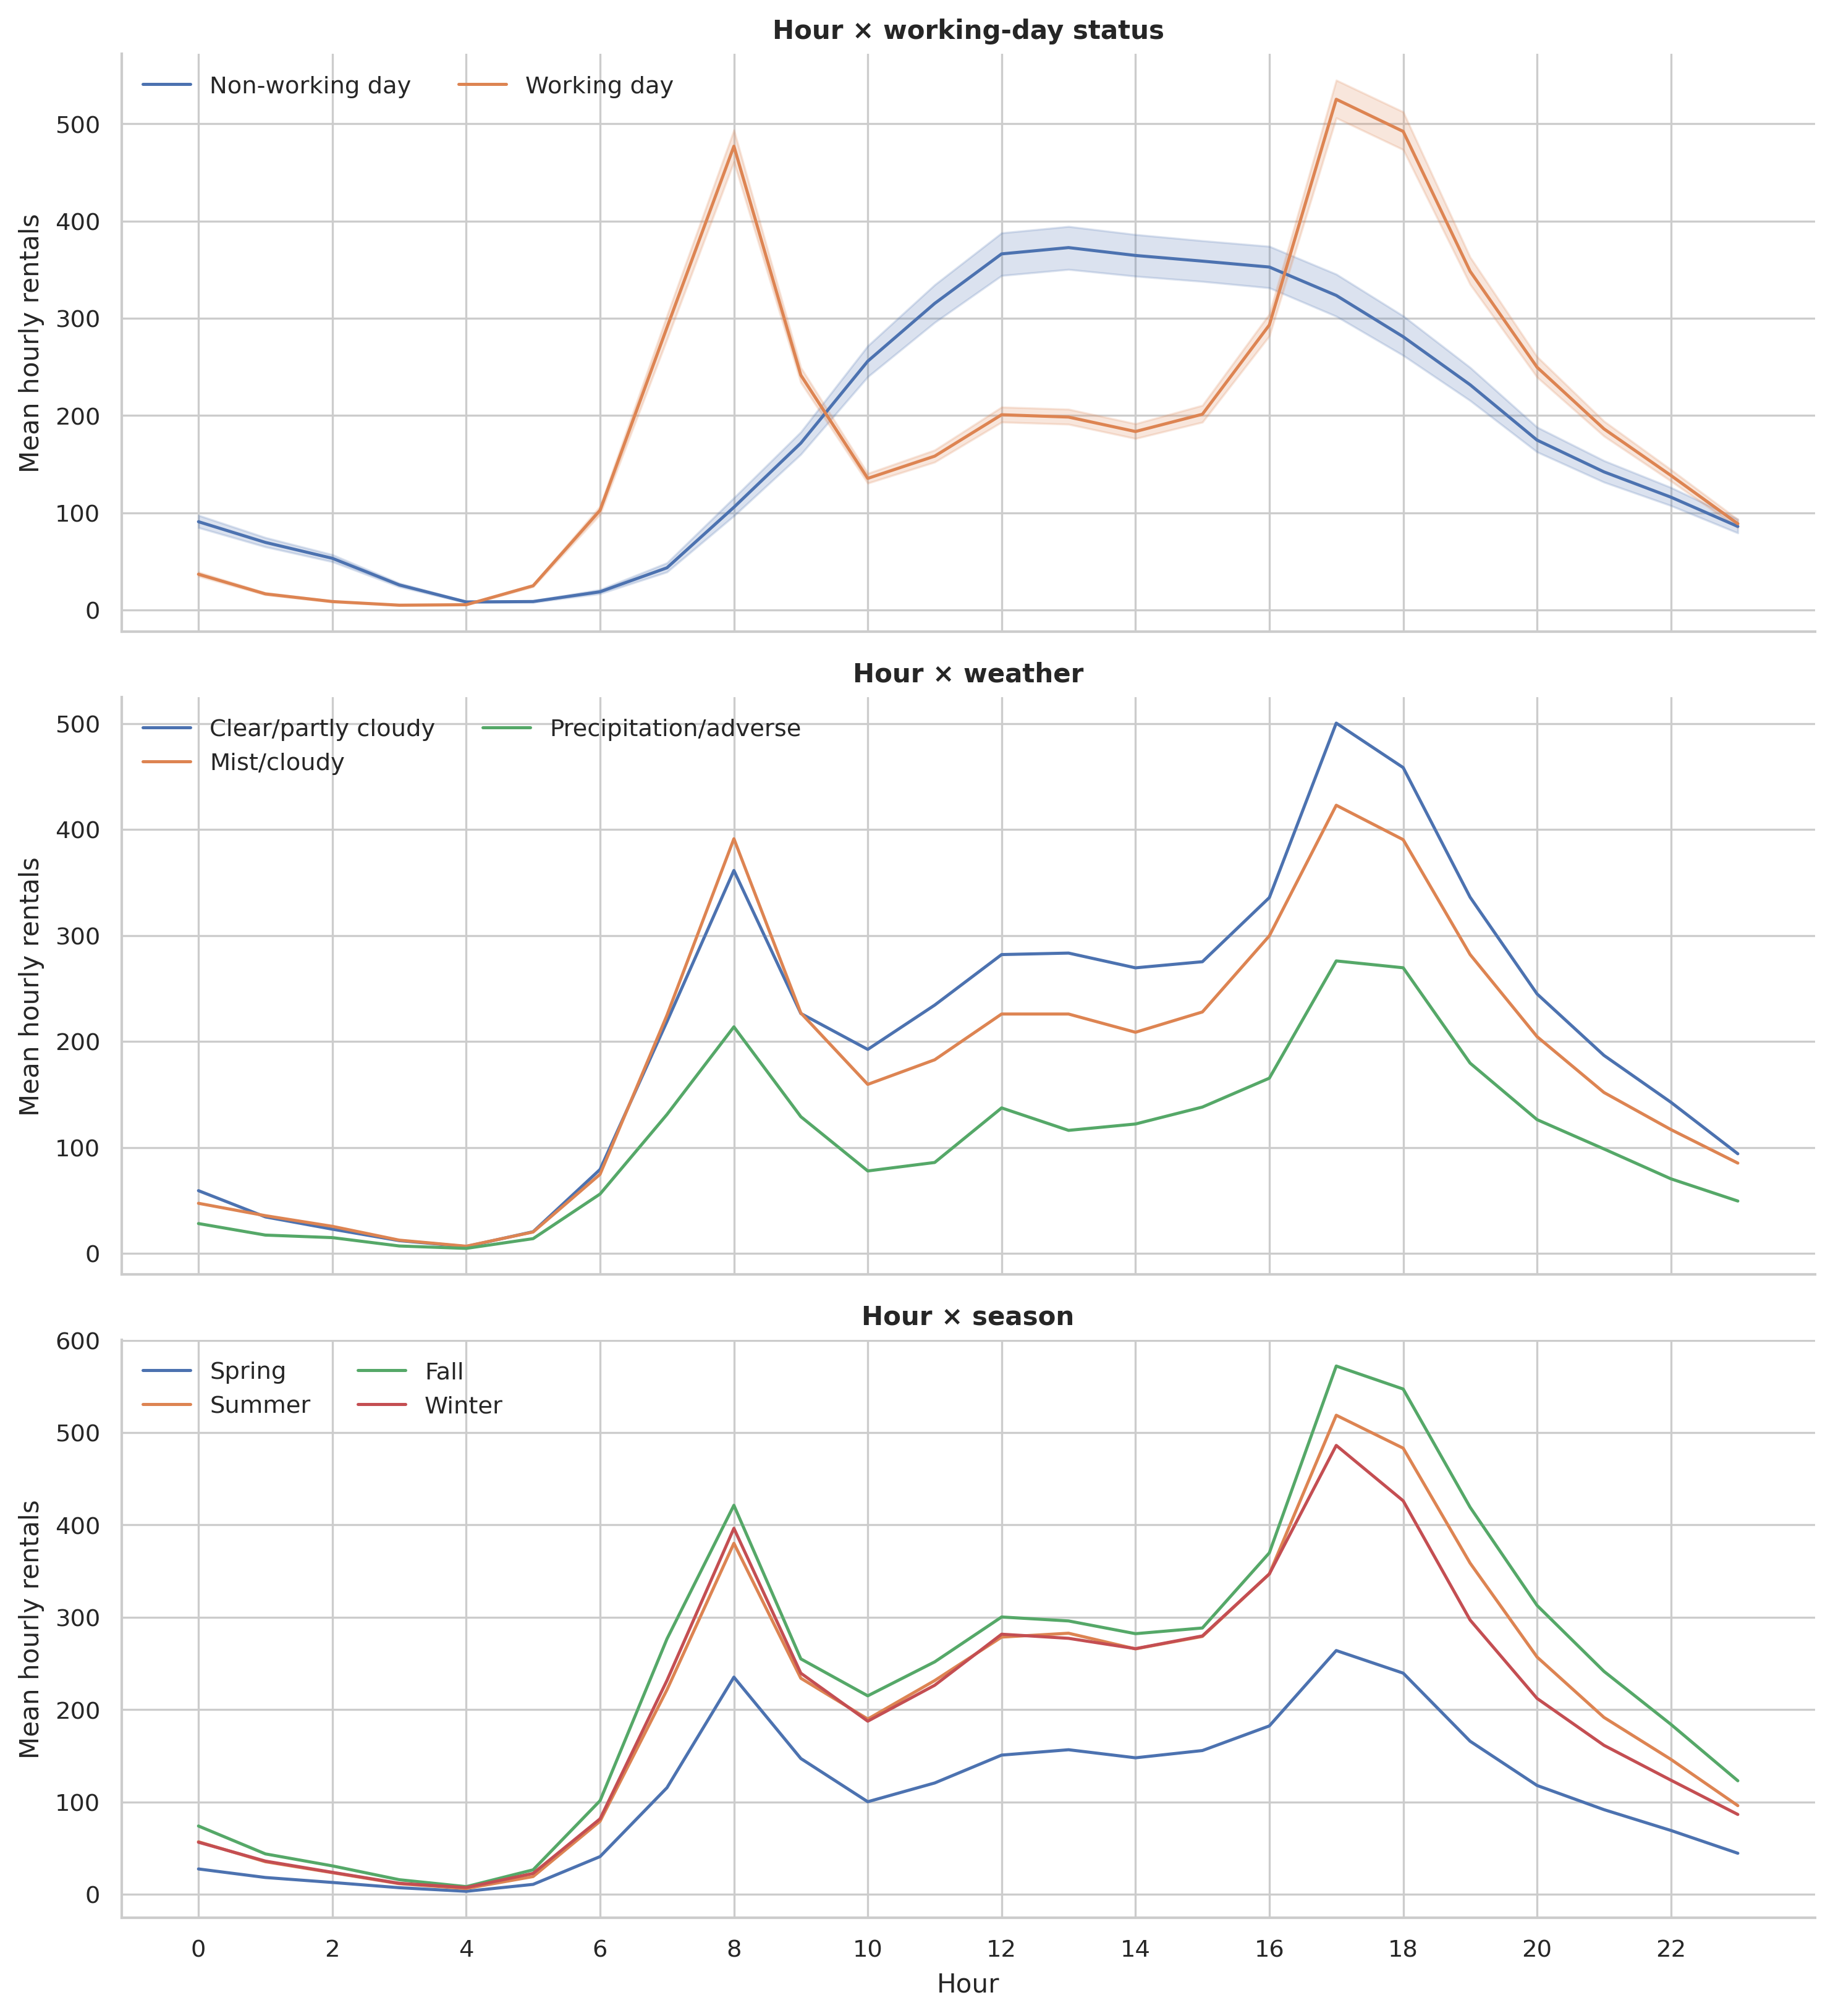 Hour × working-day status
Non-working day Working day
500
400
300
200
100
0
Mean hourly rentals
Hour × weather
Clear/partly cloudy Precipitation/adverse
Mist/cloudy
500
400
300
200
100
0
Mean hourly rentals
Hour × season
Spring Fall
Summer Winter
600
500
400
300
200
100
0
Mean hourly rentals
0 2 4 6 8 10 12 14 16 18 20 22
Hour